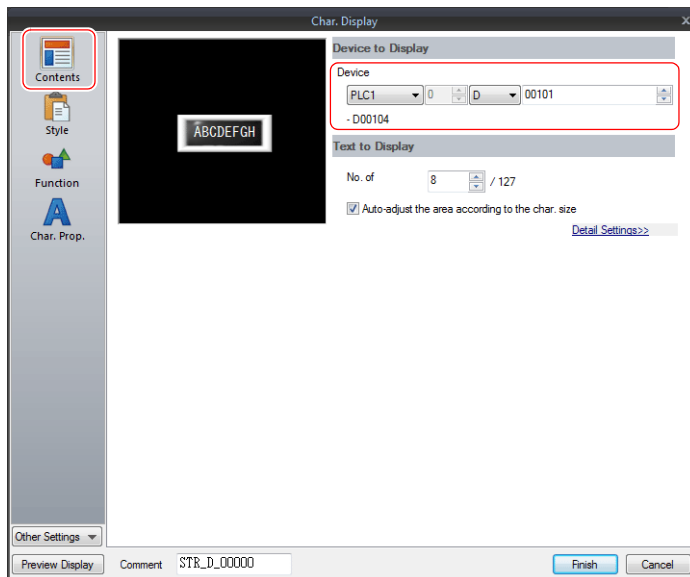 Char. Display
x
Contents
Style
Function
Char. Prop.
ABCDEFGH
Device to Display
Device
PLC1 0 D 00101
- D00104
Text to Display
No. of 8 / 127
Auto-adjust the area according to the char. size
Detail Settings>>
Other Settings
Preview Display Comment STR_D_00000 Finish Cancel